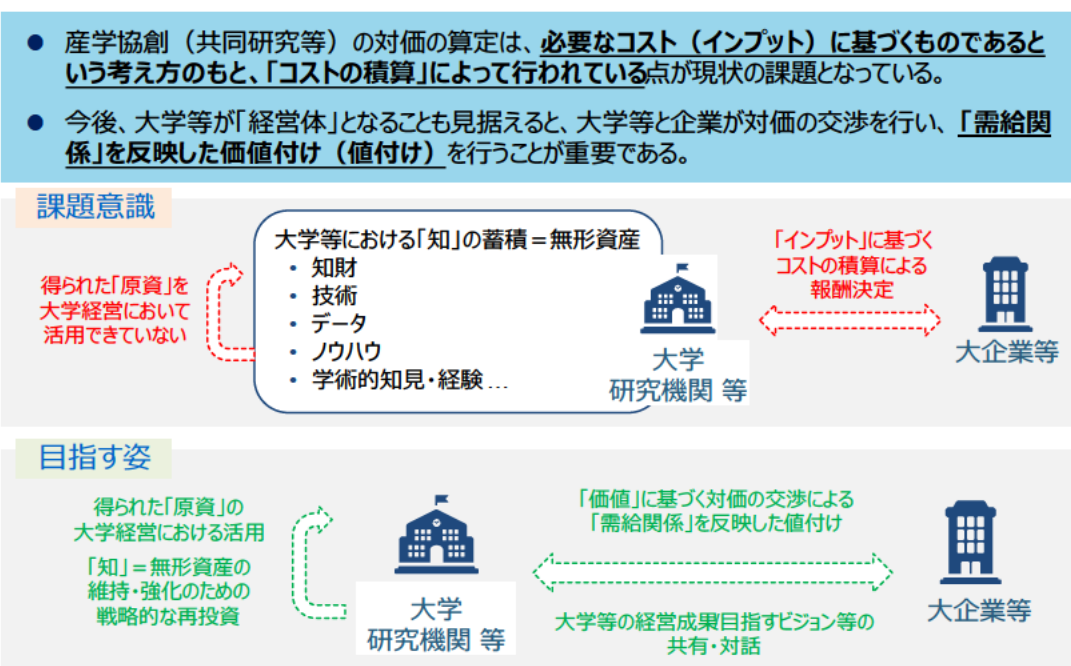 ● 産学協創（共同研究等）の対価の算定は、必要なコスト（インプット）に基づくものであると
いう考え方のもと、「コストの積算」によって行われている点が現状の課題となっている。
● 今後、大学等が「経営体」となることも見据えると、大学等と企業が対価の交渉を行い、「需給関
係」を反映した価値付け（値付け）を行うことが重要である。
課題意識
得られた「原資」を
大学経営において
活用できていない
大学等における「知」の蓄積＝無形資産
• 知財
• 技術
• データ
• ノウハウ
• 学術的知見・経験…
大学
研究機関 等
「インプット」に基づく
コストの積算による
報酬決定
大企業等
目指す姿
得られた「原資」の
大学経営における活用
「知」＝無形資産の
維持・強化のための
戦略的な再投資
大学
研究機関 等
「価値」に基づく対価の交渉による
「需給関係」を反映した値付け
大学等の経営成果/目指すビジョン等の
共有・対話
大企業等